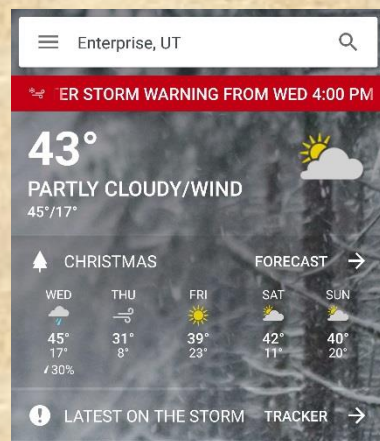 Enterprise, UT
ER STORM WARNING FROM WED 4:00 PM
43°
PARTLY CLOUDY/WIND
45°/17°
CHRISTMAS FORECAST →
WED THU FRI SAT SUN
45° 31° 39° 42° 40°
17° 8° 23° 11° 20°
30%
LATEST ON THE STORM TRACKER →